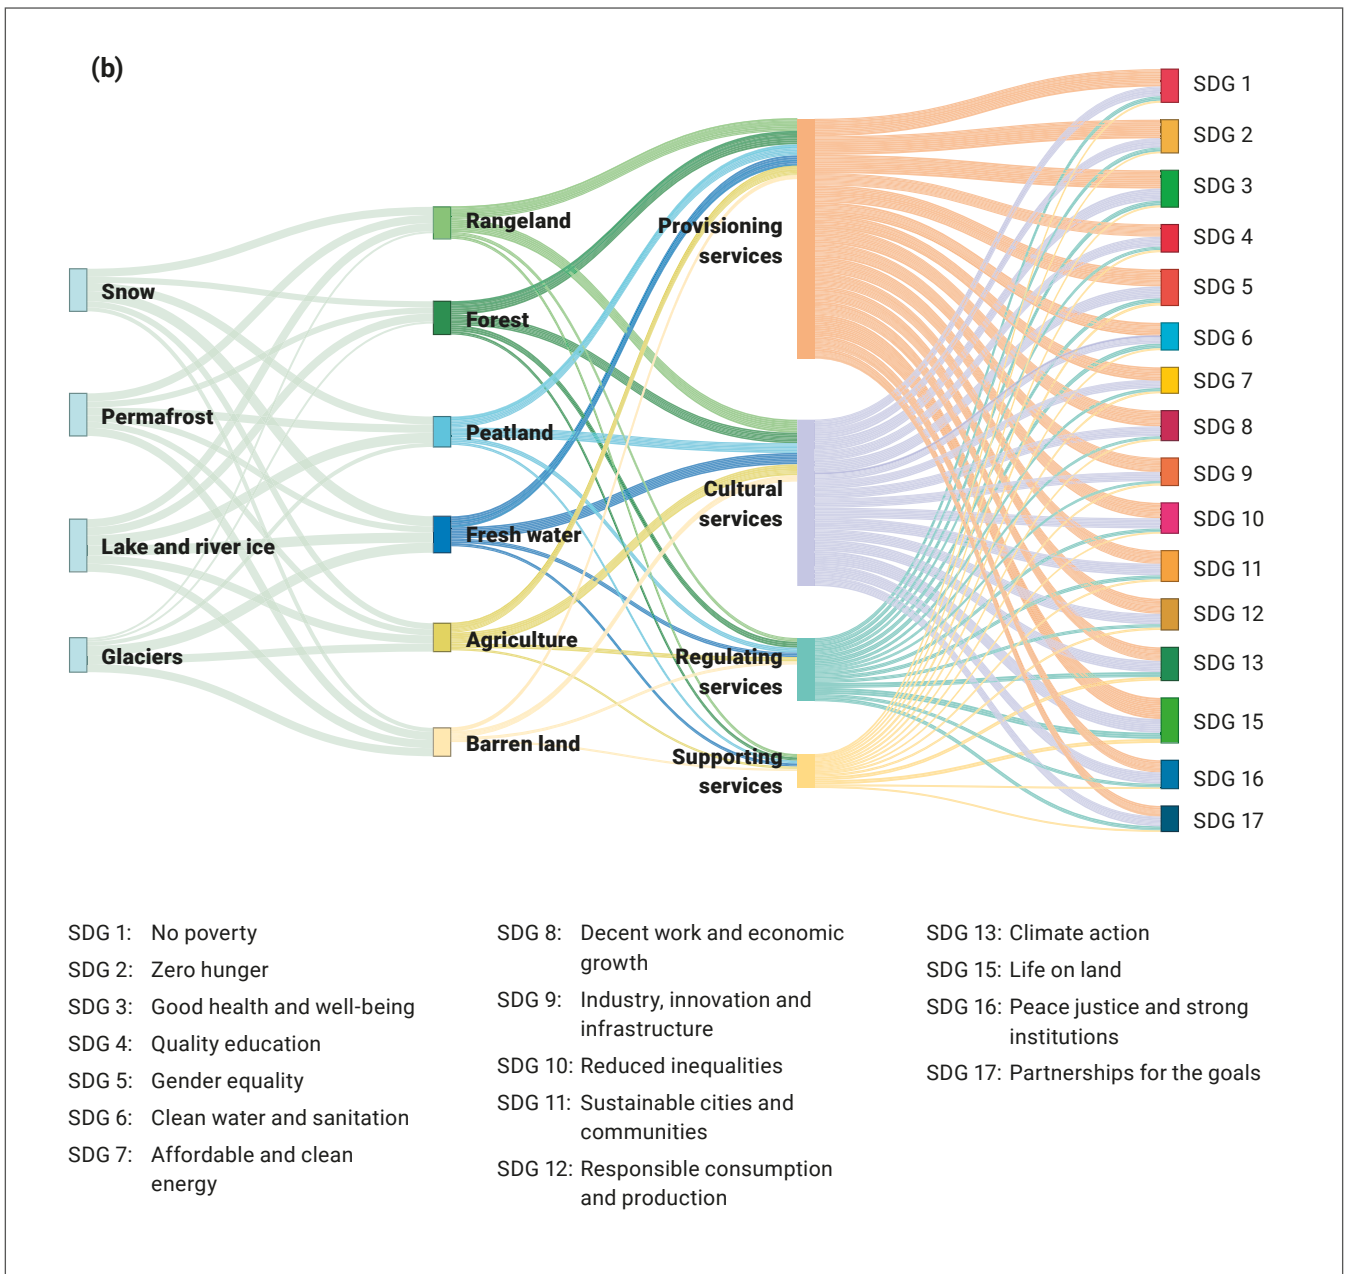 (b)
Snow
Permafrost
Lake and river ice
Glaciers
Rangeland
Forest
Peatland
Fresh water
Agriculture
Barren land
Provisioning
services
Cultural
services
Regulating
services
Supporting
services
SDG 1
SDG 2
SDG 3
SDG 4
SDG 5
SDG 6
SDG 7
SDG 8
SDG 9
SDG 10
SDG 11
SDG 12
SDG 13
SDG 15
SDG 16
SDG 17
SDG 1: No poverty
SDG 2: Zero hunger
SDG 3: Good health and well-being
SDG 4: Quality education
SDG 5: Gender equality
SDG 6: Clean water and sanitation
SDG 7: Affordable and clean
energy
SDG 8: Decent work and economic
growth
SDG 9: Industry, innovation and
infrastructure
SDG 10: Reduced inequalities
SDG 11: Sustainable cities and
communities
SDG 12: Responsible consumption
and production
SDG 13: Climate action
SDG 15: Life on land
SDG 16: Peace justice and strong
institutions
SDG 17: Partnerships for the goals